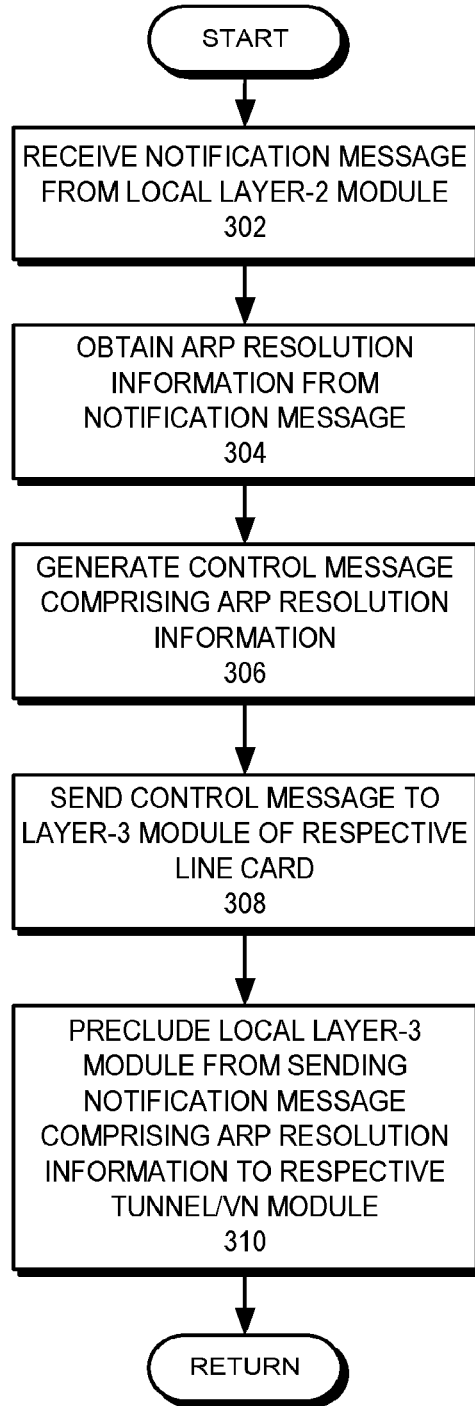 START
RECEIVE NOTIFICATION MESSAGE
FROM LOCAL LAYER-2 MODULE
302
OBTAIN ARP RESOLUTION
INFORMATION FROM
NOTIFICATION MESSAGE
304
GENERATE CONTROL MESSAGE
COMPRISING ARP RESOLUTION
INFORMATION
306
SEND CONTROL MESSAGE TO
LAYER-3 MODULE OF RESPECTIVE
LINE CARD
308
PRECLUDE LOCAL LAYER-3
MODULE FROM SENDING
NOTIFICATION MESSAGE
COMPRISING ARP RESOLUTION
INFORMATION TO RESPECTIVE
TUNNEL/VN MODULE
310
RETURN